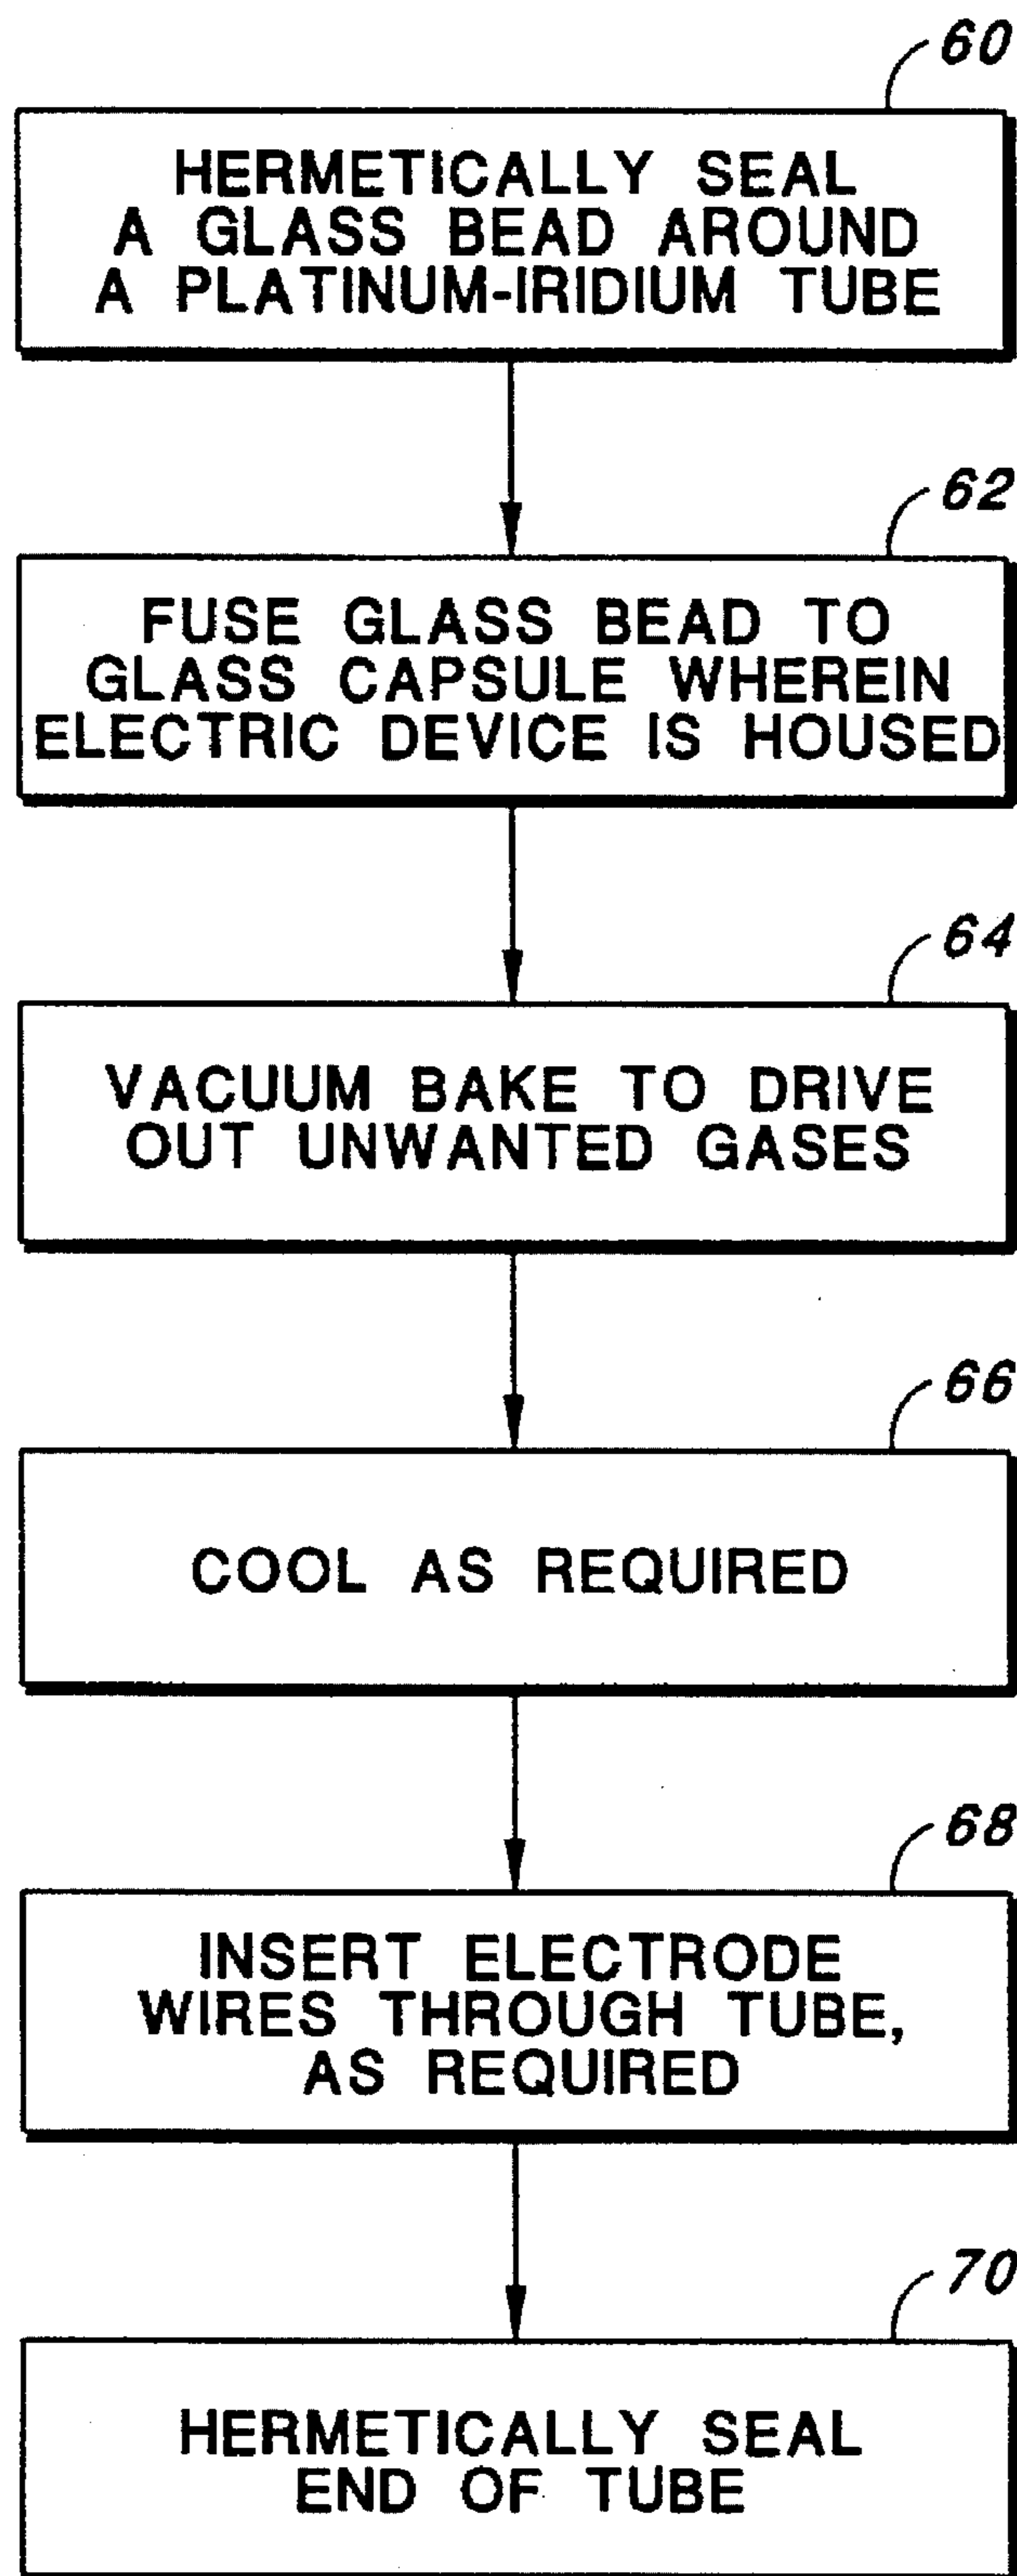 60
HERMETICALLY SEAL
A GLASS BEAD AROUND
A PLATINUM-IRIDIUM TUBE
62
FUSE GLASS BEAD TO
GLASS CAPSULE WHEREIN
ELECTRIC DEVICE IS HOUSED
64
VACUUM BAKE TO DRIVE
OUT UNWANTED GASES
66
COOL AS REQUIRED
68
INSERT ELECTRODE
WIRES THROUGH TUBE,
AS REQUIRED
70
HERMETICALLY SEAL
END OF TUBE